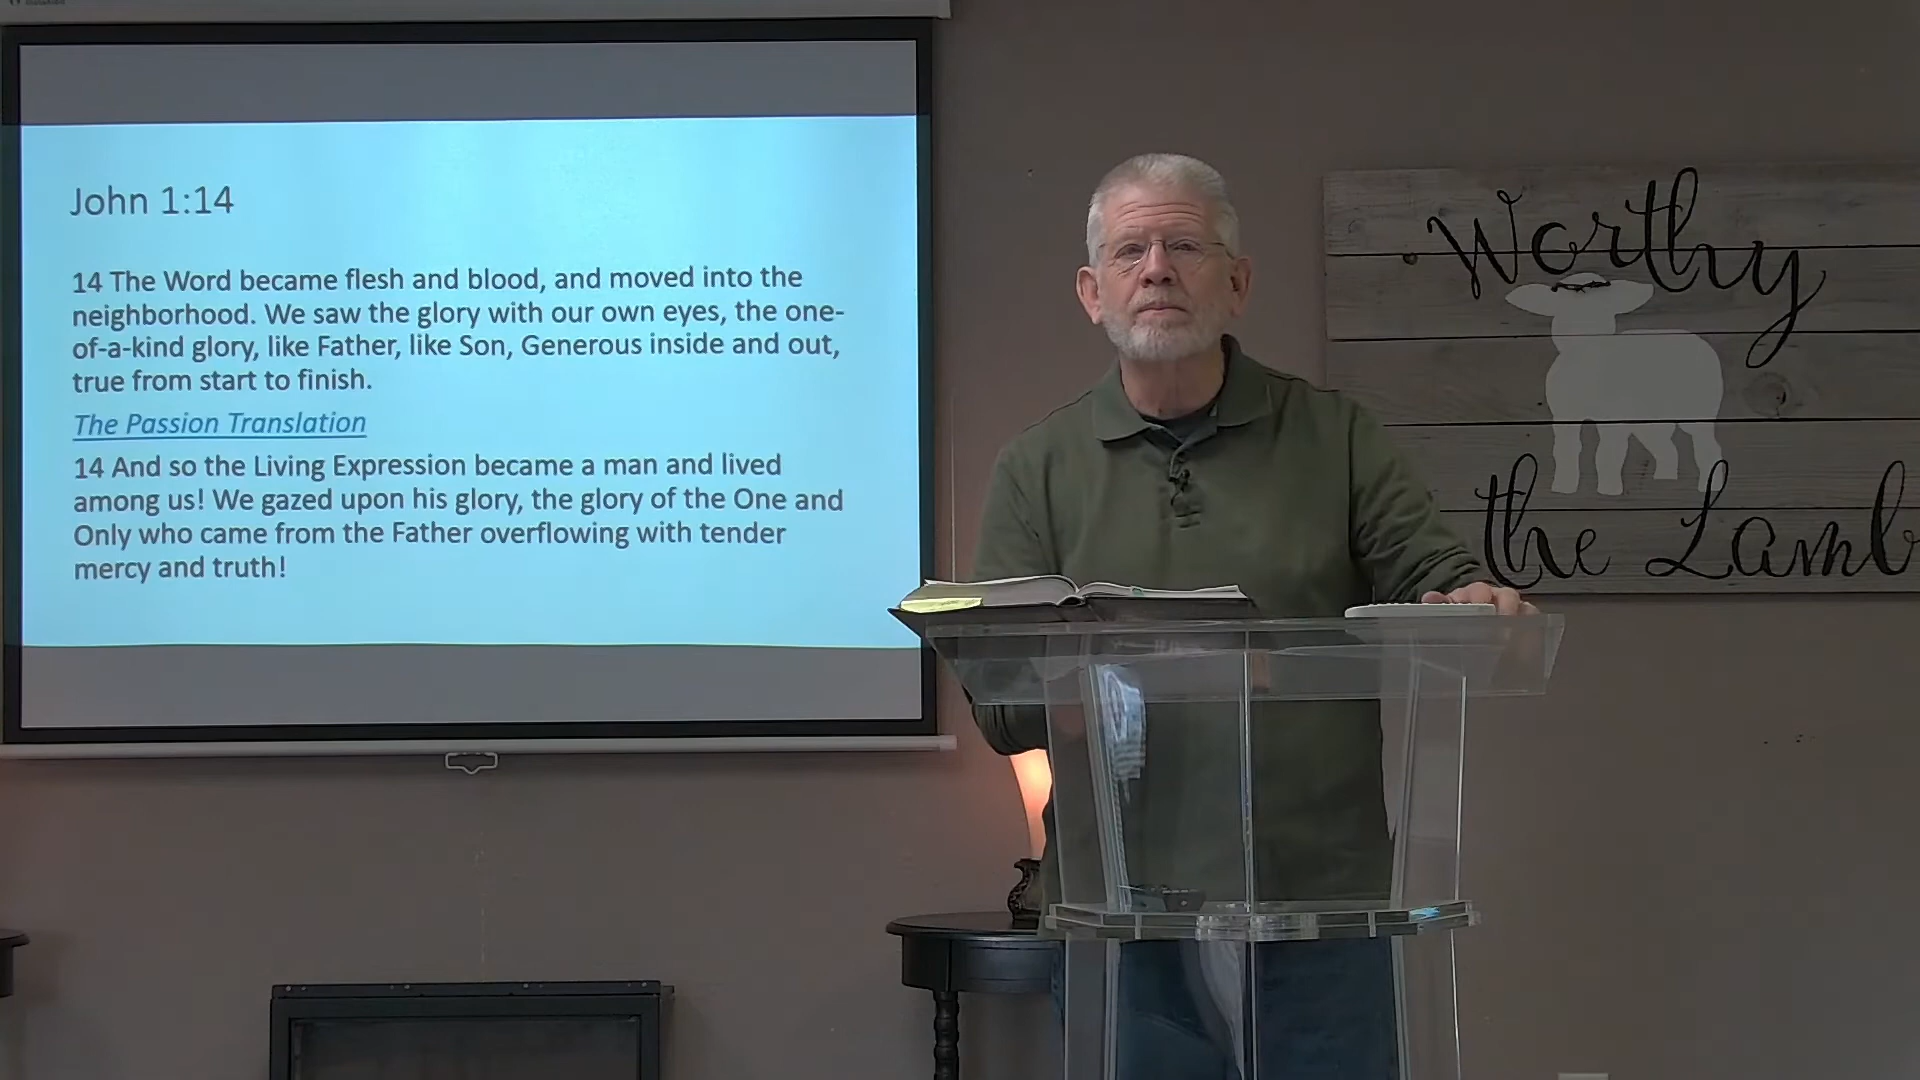 John 1:14
14 The Word became flesh and blood, and moved into the
neighborhood. We saw the glory with our own eyes, the one-
of-a-kind glory, like Father, like Son, Generous inside and out,
true from start to finish.
The Passion Translation
14 And so the Living Expression became a man and lived
among us! We gazed upon his glory, the glory of the One and
Only who came from the Father overflowing with tender
mercy and truth!
Worthy
the Lamb